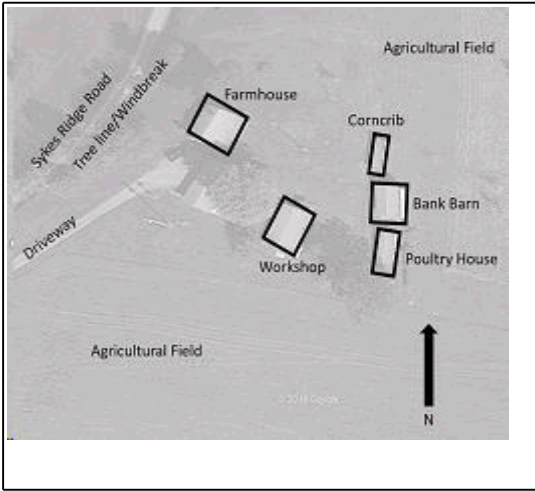 Agricultural Field
Farmhouse
Sykes Ridge Road
Tree line/Windbreak
Corncrib
Bank Barn
Driveway
Poultry House
Workshop
Agricultural Field
N